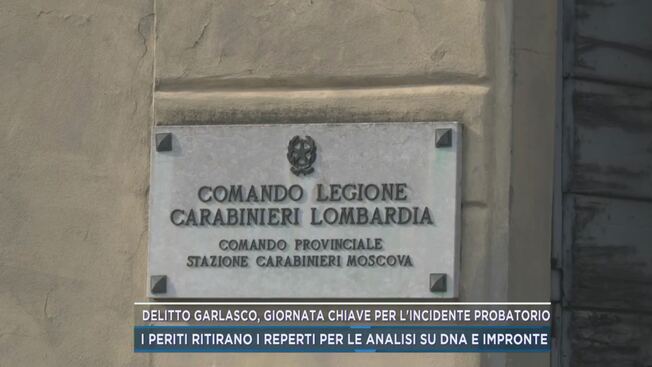 COMANDO LEGIONE
CARABINIERI LOMBARDIA
COMANDO PROVINCIALE
STAZIONE CARABINIERI MOSCOVA
DELITTO GARLASCO, GIORNATA CHIAVE PER L'INCIDENTE PROBATORIO
I PERITI RITIRANO I REPERTI PER LE ANALISI SU DNA E IMPRONTE